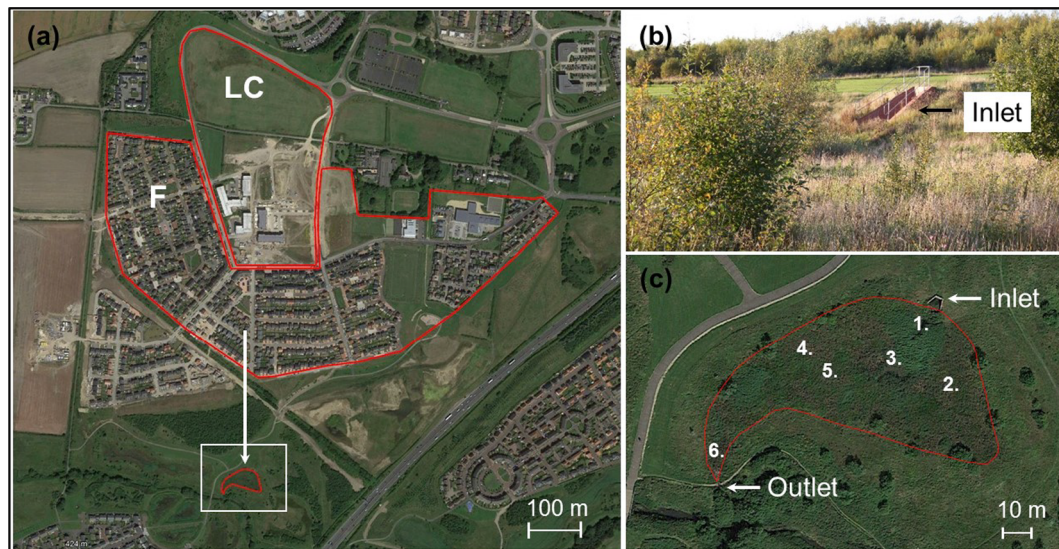 (a)
LC
F
100 m
424 m
(b)
Inlet
(c)
Inlet
1.
4.
3.
5.
2.
6.
Outlet
10 m